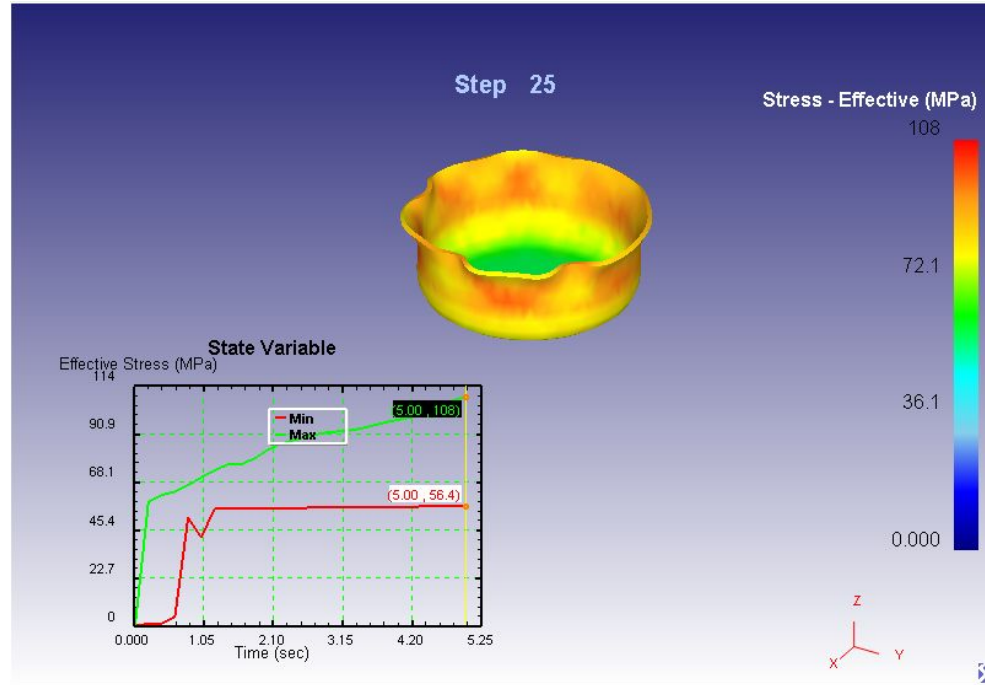 Step 25
Stress - Effective (MPa)
108
72.1
36.1
0.000
State Variable
Effective Stress (MPa)
114
90.9
68.1
45.4
22.7
0
Min
Max
(5.00 , 108)
(5.00 , 56.4)
0.000 1.05 2.10 3.15 4.20 5.25
Time (sec)
Z
X Y